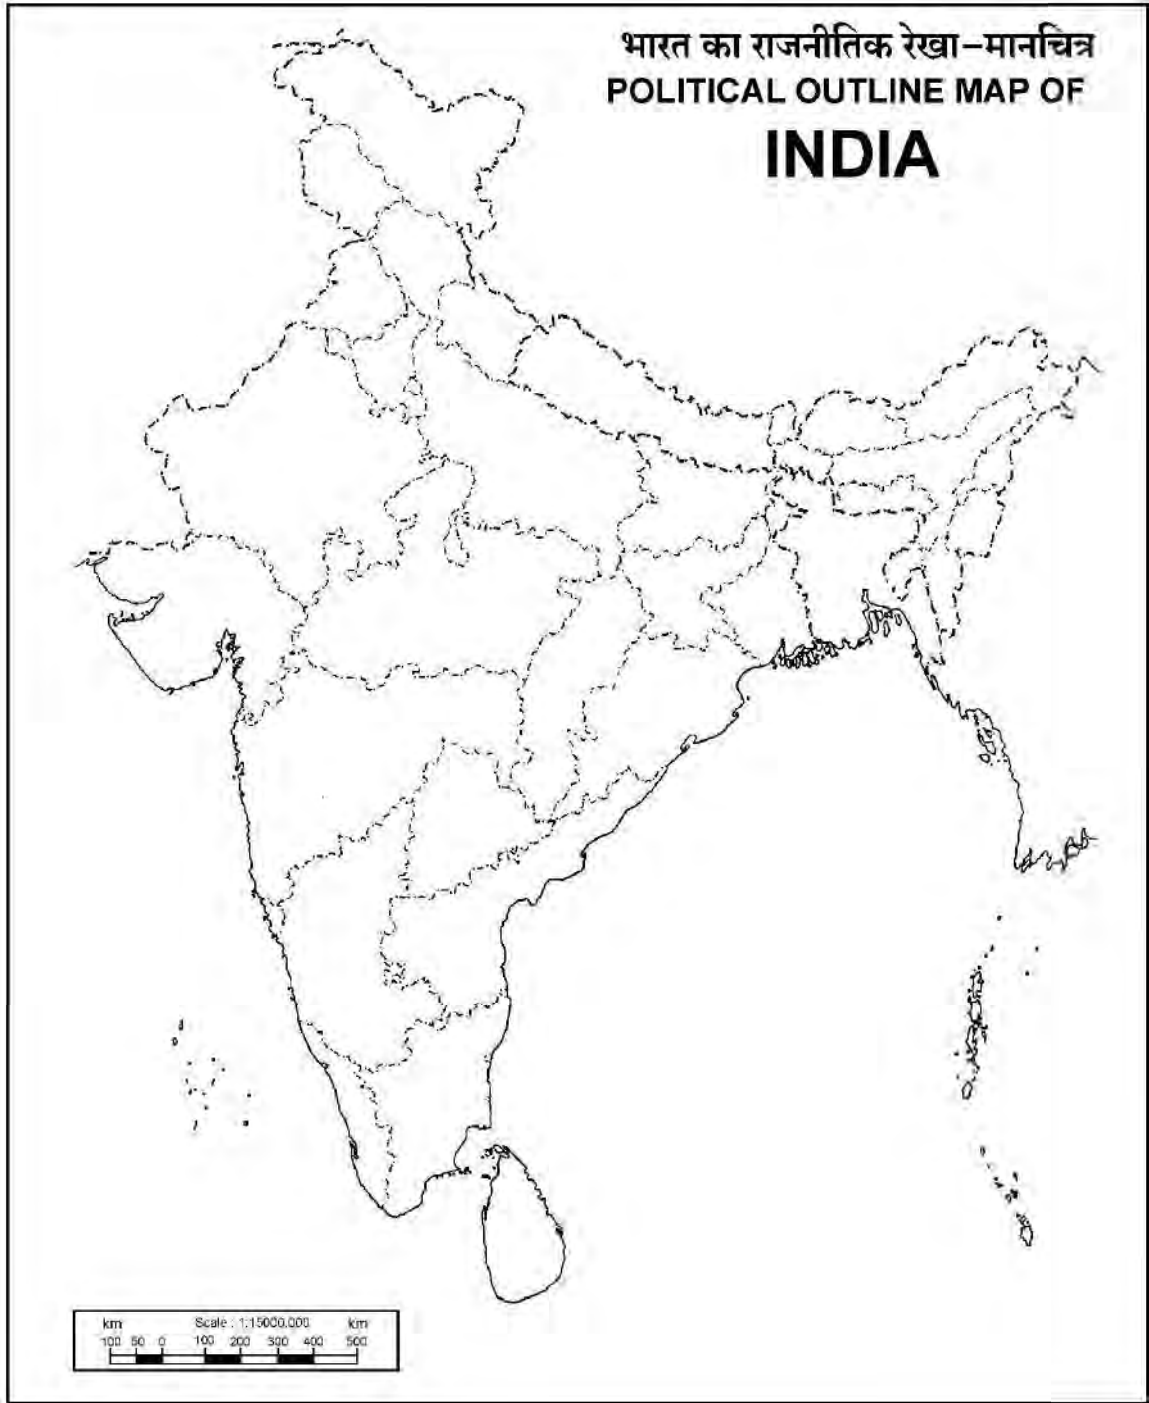 भारत का राजनीतिक रेखा-मानचित्र
POLITICAL OUTLINE MAP OF
INDIA
km Scale : 1:15000,000 km
100 50 0 100 200 300 400 500